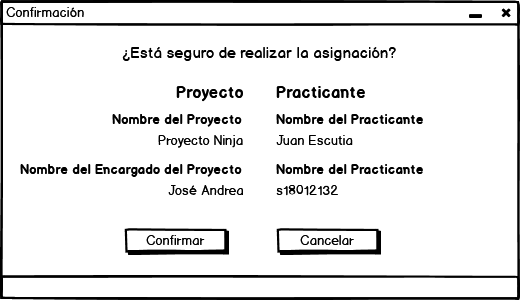 Confirmación
¿Está seguro de realizar la asignación?
Proyecto Practicante
Nombre del Proyecto Nombre del Practicante
Proyecto Ninja Juan Escutia
Nombre del Encargado del Proyecto Nombre del Practicante
José Andrea s18012132
Confirmar Cancelar